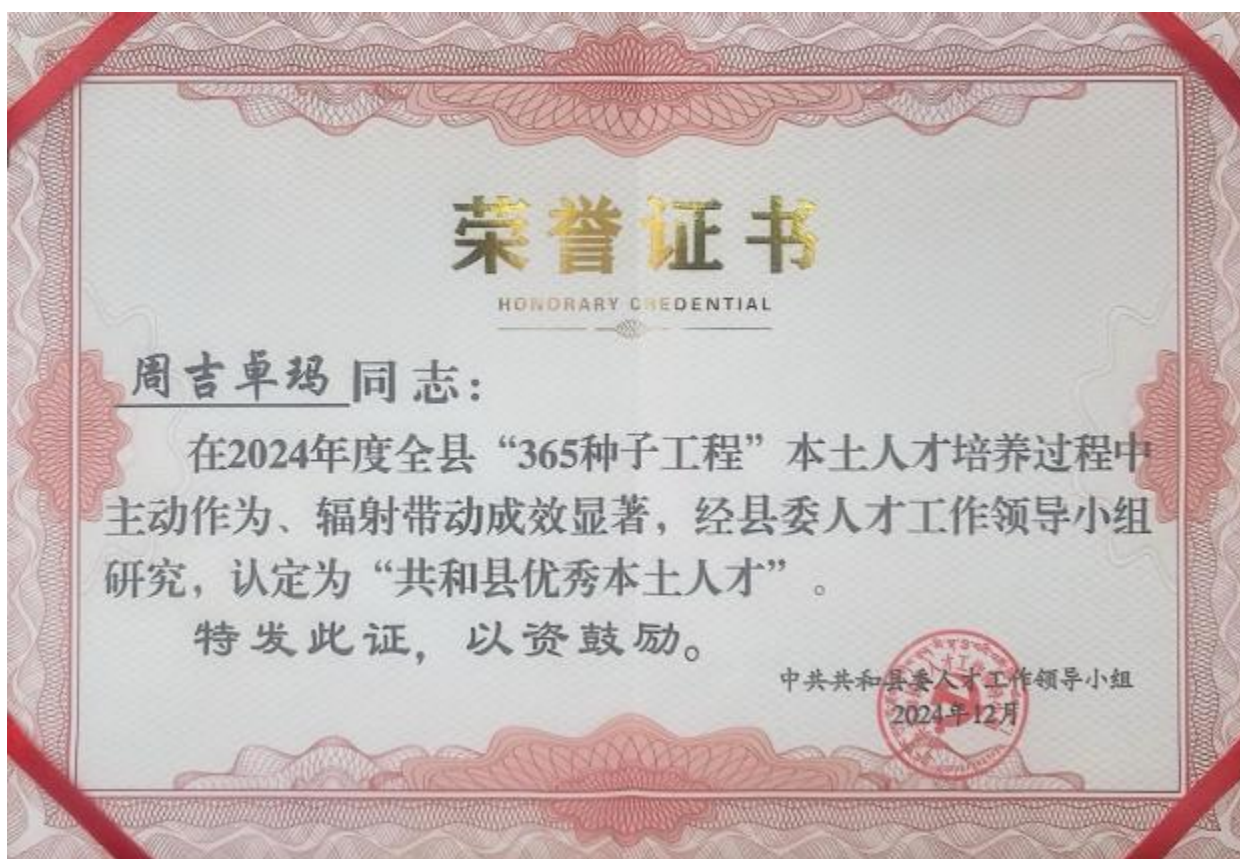 荣誉证书
HONORARY CREDENTIAL
周吉卓玛 同志：
在2024年度全县“365种子工程”本土人才培养过程中
主动作为、辐射带动成效显著，经县委人才工作领导小组
研究，认定为“共和县优秀本土人才”。
特发此证，以资鼓励。
中共共和县委人才工作领导小组
2024年12月